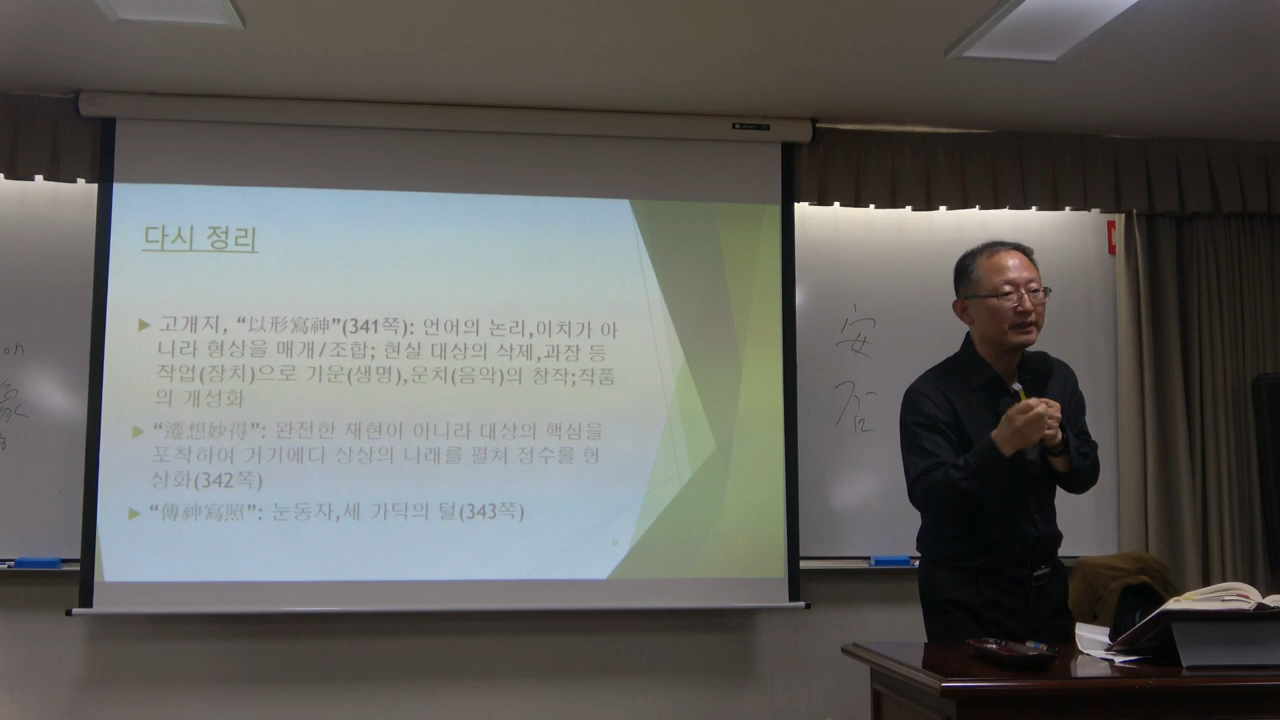 다시 정리
▶ 고개지, “以形寫神”(341쪽): 언어의 논리,이치가 아
니라 형상을 매개/조합; 현실 대상의 삭제,과장 등
작업(장치)으로 기운(생명),운치(음악)의 창작;작품
의 개성화
▶ “遷想妙得”: 완전한 재현이 아니라 대상의 핵심을
포착하여 거기에다 상상의 나래를 펼쳐 정수를 형
상화(342쪽)
▶ “傳神寫照”: 눈동자,세 가닥의 털(343쪽)
on
象
安